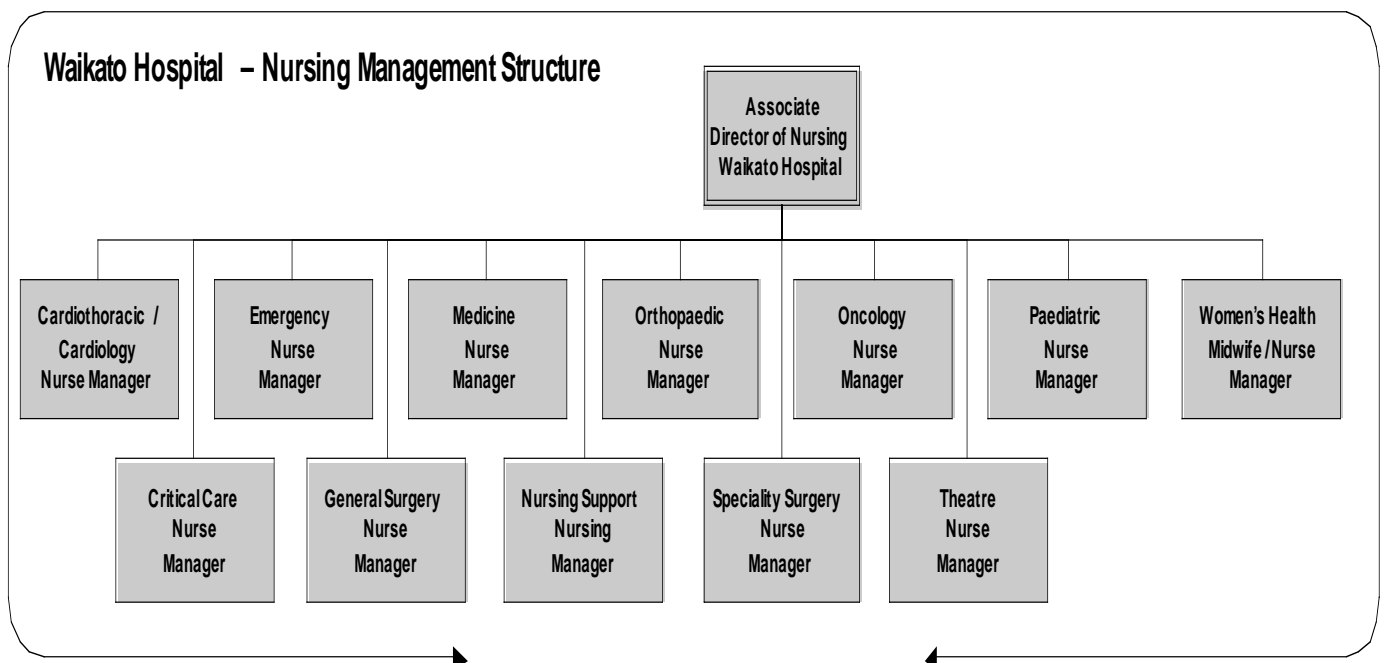 Waikato Hospital – Nursing Management Structure
Associate
Director of Nursing
Waikato Hospital
Cardiothoracic /
Cardiology
Nurse Manager
Emergency
Nurse
Manager
Medicine
Nurse
Manager
Orthopaedic
Nurse
Manager
Oncology
Nurse
Manager
Paediatric
Nurse
Manager
Women's Health
Midwife / Nurse
Manager
Critical Care
Nurse
Manager
General Surgery
Nurse
Manager
Nursing Support
Nursing
Manager
Speciality Surgery
Nurse
Manager
Theatre
Nurse
Manager